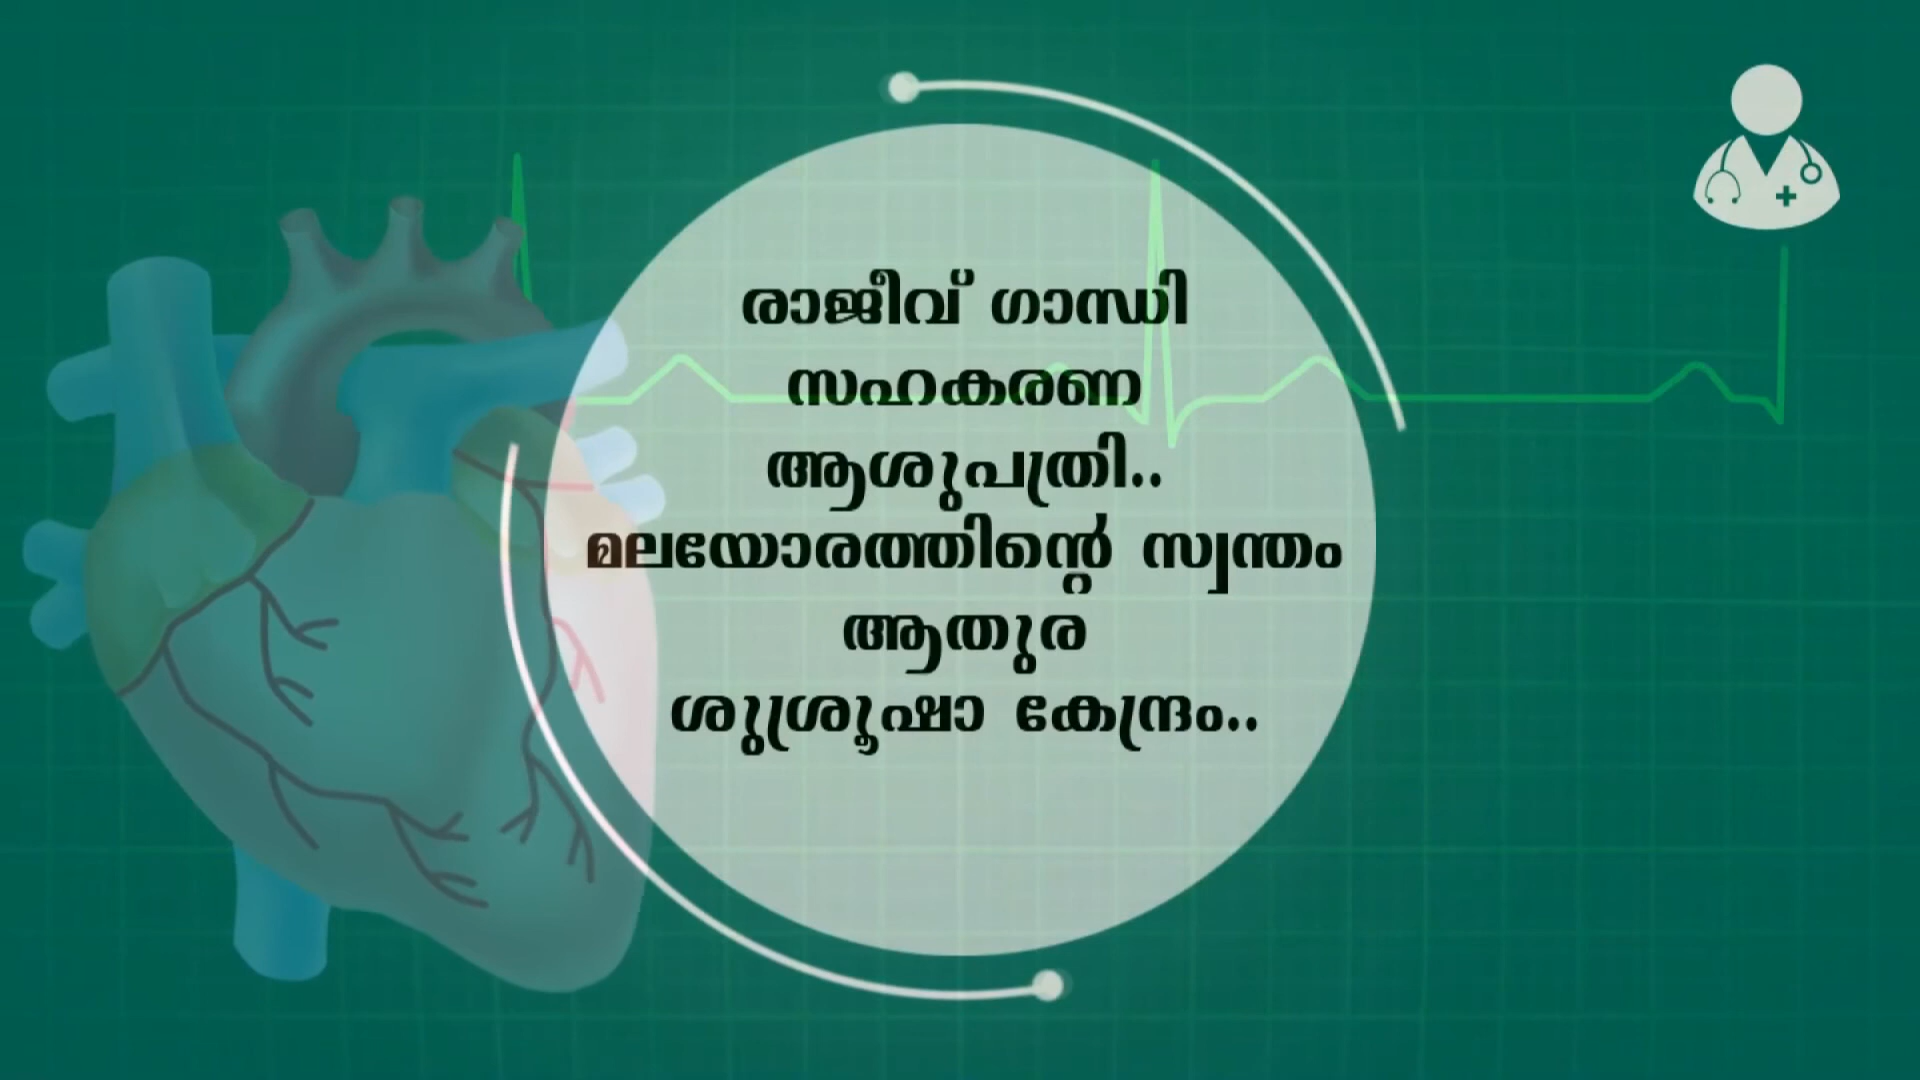 രാജീവ് ഗാന്ധി
സഹകരണ
ആശുപത്രി..
മലയോരത്തിന്റെ സ്വന്തം
ആതുര
ശുശ്രൂഷാ കേന്ദ്രം..